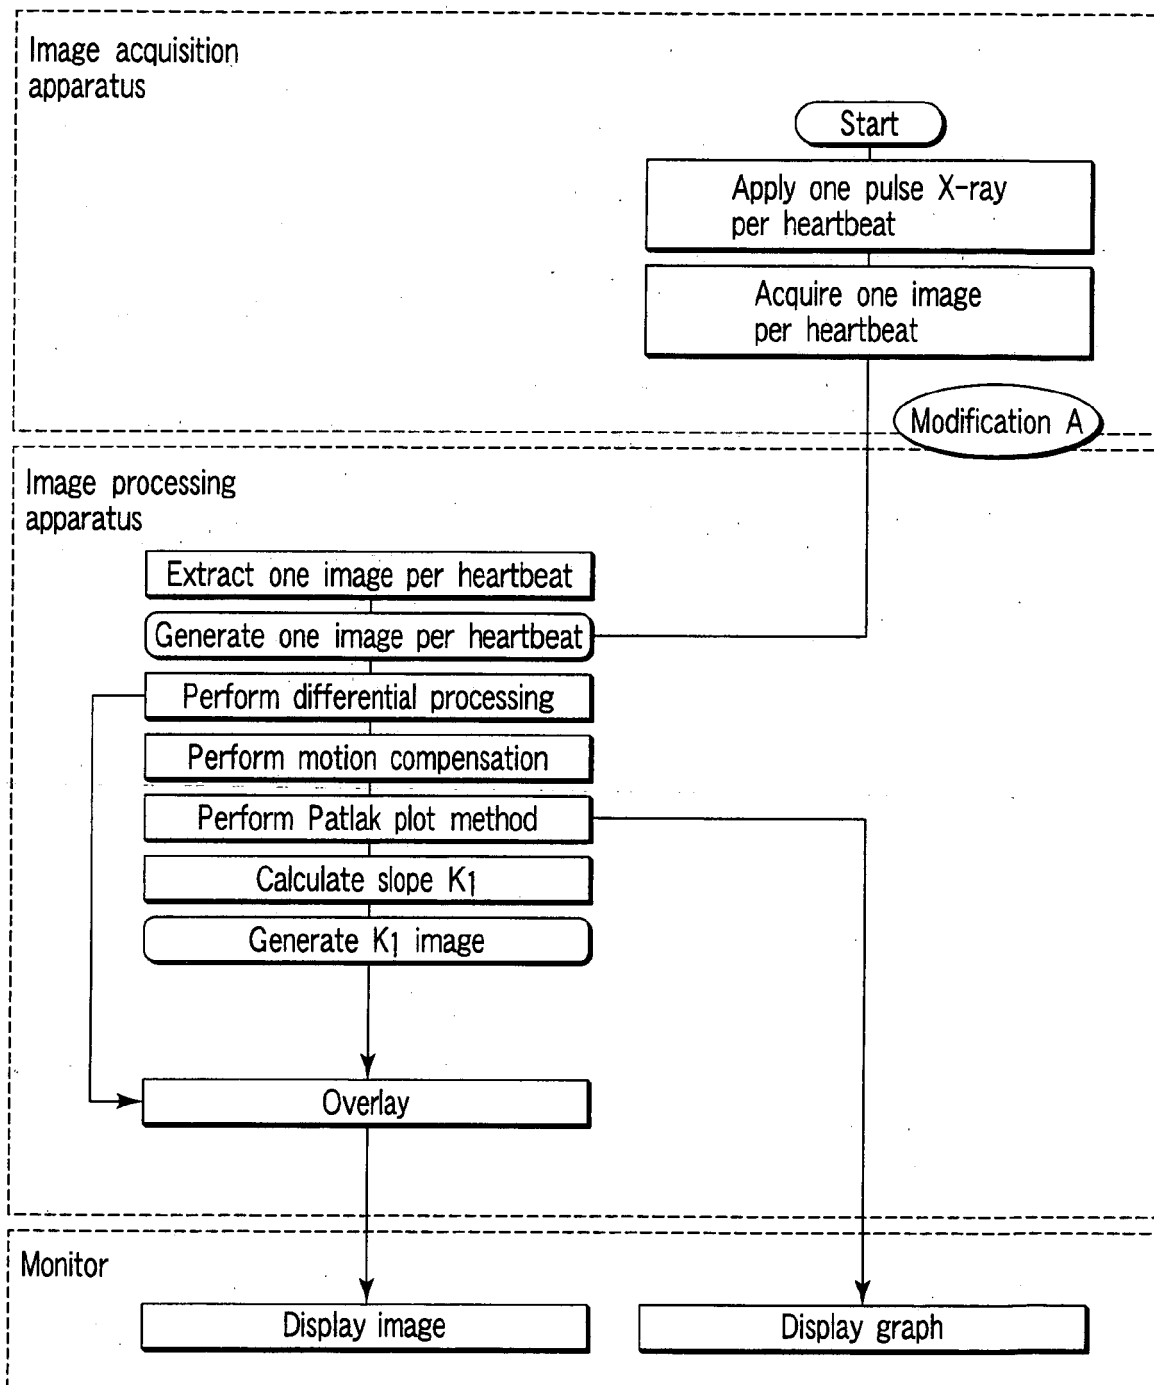 Image acquisition
apparatus
Start
Apply one pulse X-ray
per heartbeat
Acquire one image
per heartbeat
Modification A
Image processing
apparatus
Extract one image per heartbeat
Generate one image per heartbeat
Perform differential processing
Perform motion compensation
Perform Patlak plot method
Calculate slope K1
Generate K1 image
Overlay
Monitor
Display image
Display graph